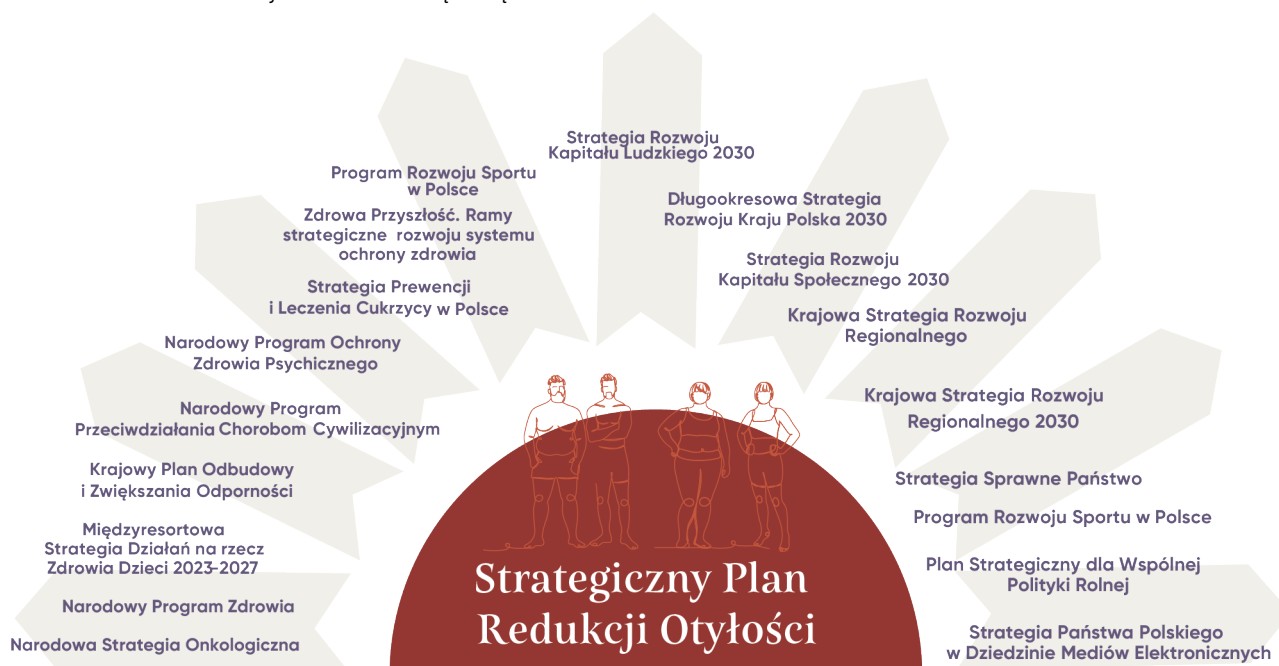 Strategia Rozwoju
Kapitału Ludzkiego 2030
Program Rozwoju Sportu
w Polsce
Zdrowa Przyszłość. Ramy
strategiczne rozwoju systemu
ochrony zdrowia
Strategia Prewencji
i Leczenia Cukrzycy w Polsce
Narodowy Program Ochrony
Zdrowia Psychicznego
Narodowy Program
Przeciwdziałania Chorobom Cywilizacyjnym
Krajowy Plan Odbudowy
i Zwiększania Odporności
Międzyresortowa
Strategia Działań na rzecz
Zdrowia Dzieci 2023-2027
Narodowy Program Zdrowia
Narodowa Strategia Onkologiczna
Długookresowa Strategia
Rozwoju Kraju Polska 2030
Strategia Rozwoju
Kapitału Społecznego 2030
Krajowa Strategia Rozwoju
Regionalnego
Krajowa Strategia Rozwoju
Regionalnego 2030
Strategia Sprawne Państwo
Program Rozwoju Sportu w Polsce
Plan Strategiczny dla Wspólnej
Polityki Rolnej
Strategia Państwa Polskiego
w Dziedzinie Mediów Elektronicznych
Strategiczny Plan
Redukcji Otyłości